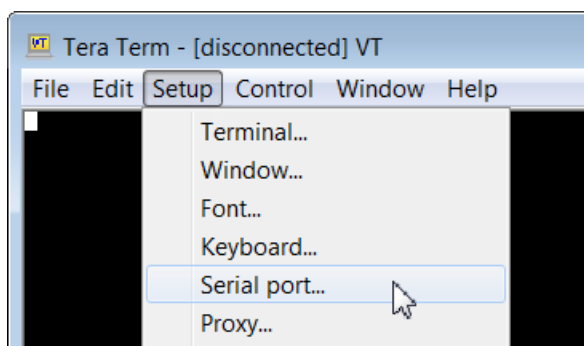 Tera Term - [disconnected] VT
File Edit Setup Control Window Help
Terminal...
Window...
Font...
Keyboard...
Serial port...
Proxy...